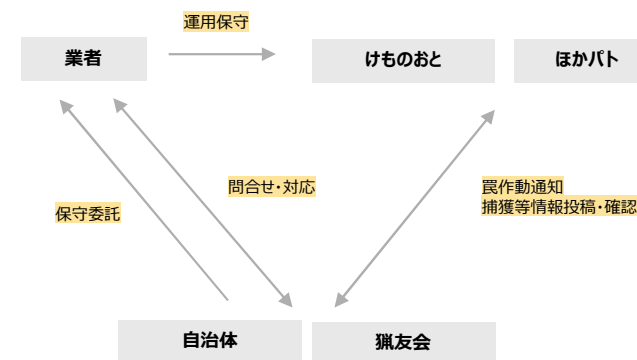 運用保守
業者
けものおと
ほかパト
問合せ・対応
罠作動通知
捕獲等情報投稿・確認
保守委託
自治体
猟友会